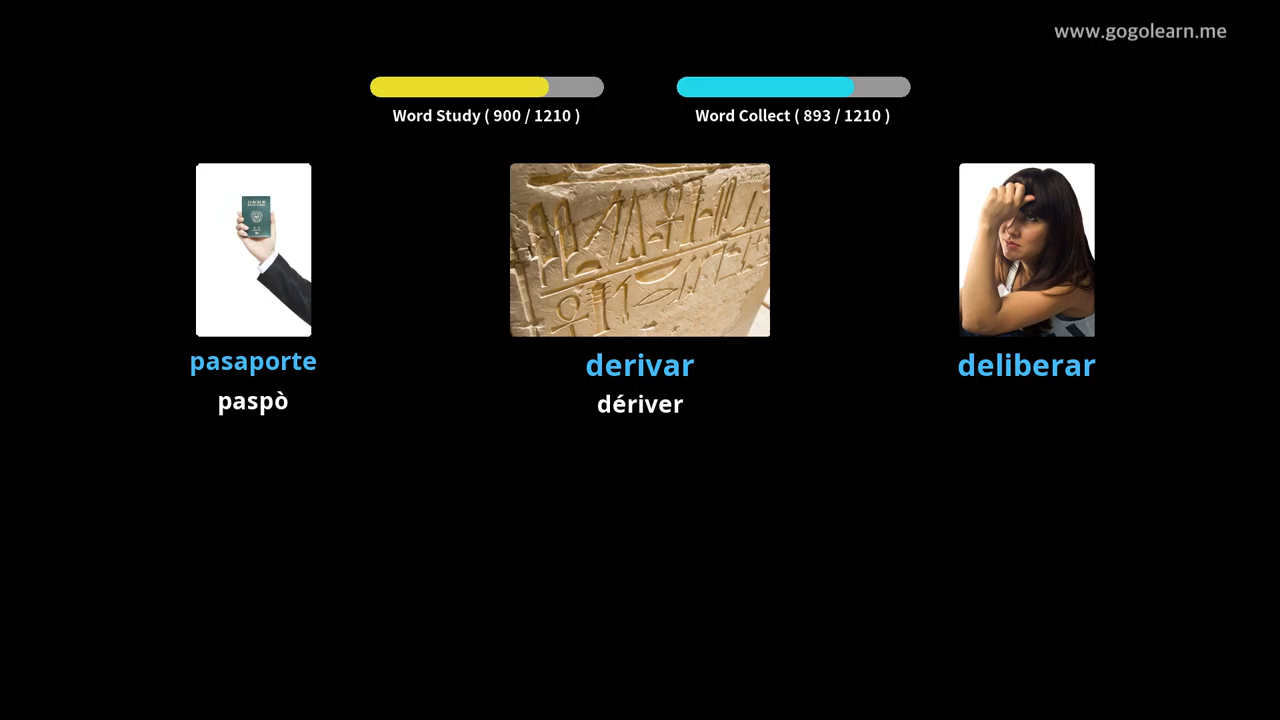 www.gogolearn.me
Word Study ( 900 / 1210 )
Word Collect ( 893 / 1210 )
pasaporte
derivar
deliberar
paspò
dériver